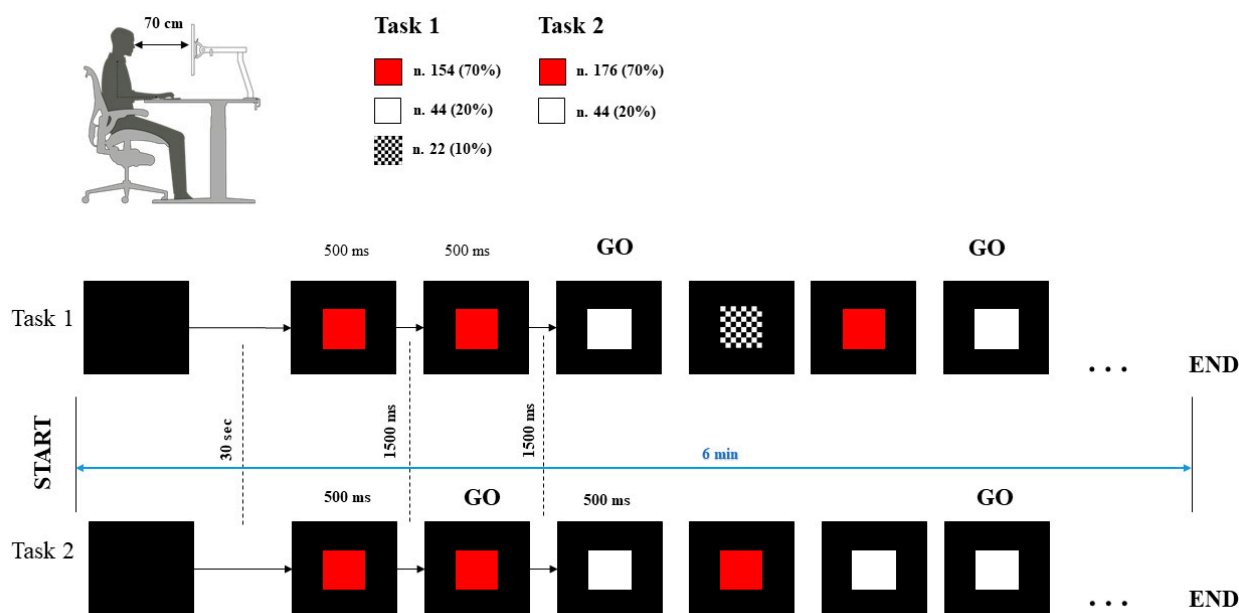 70 cm
Task 1 Task 2
n. 154 (70%) n. 176 (70%)
n. 44 (20%) n. 44 (20%)
n. 22 (10%)
500 ms 500 ms GO GO
Task 1
. . . END
START
30 sec
1500 ms
1500 ms
6 min
500 ms GO 500 ms GO
Task 2
. . . END